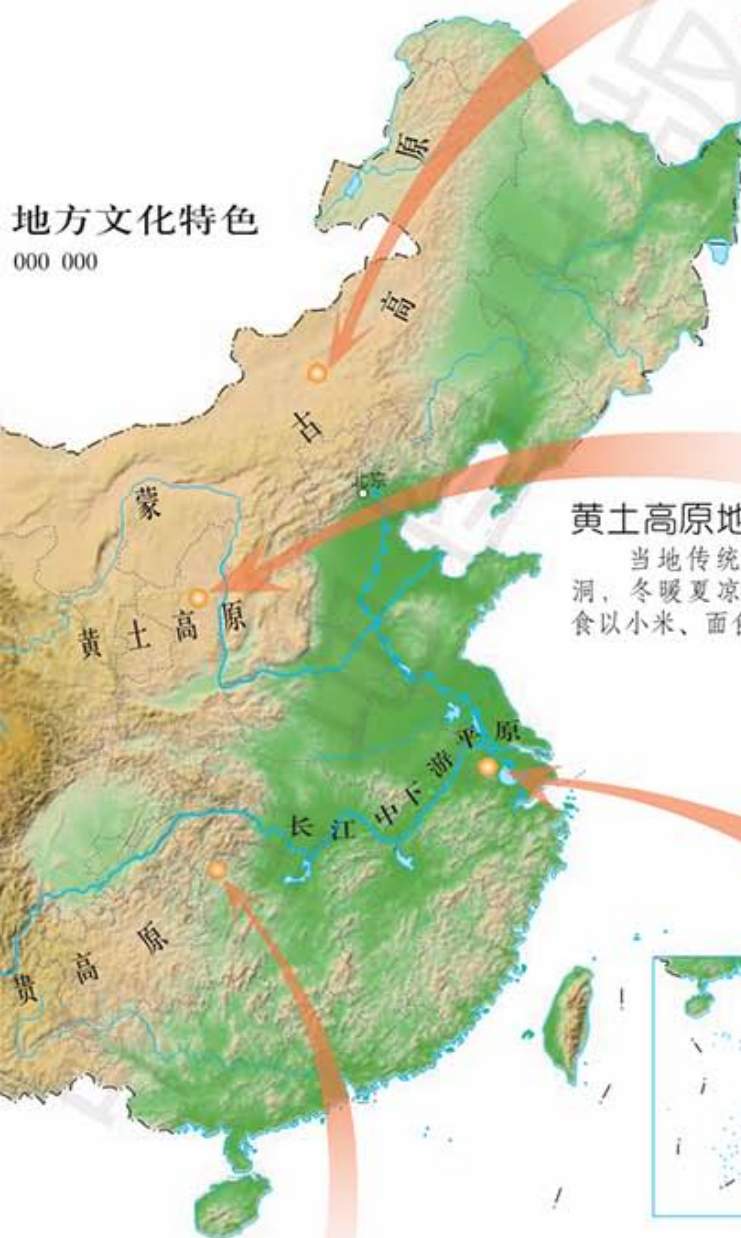 地方文化特色
000 000
蒙古高原
北京
黄土高原地
当地传统
洞，冬暖夏凉
食以小米、面食
黄土高原
长江中下游平原
贵高原